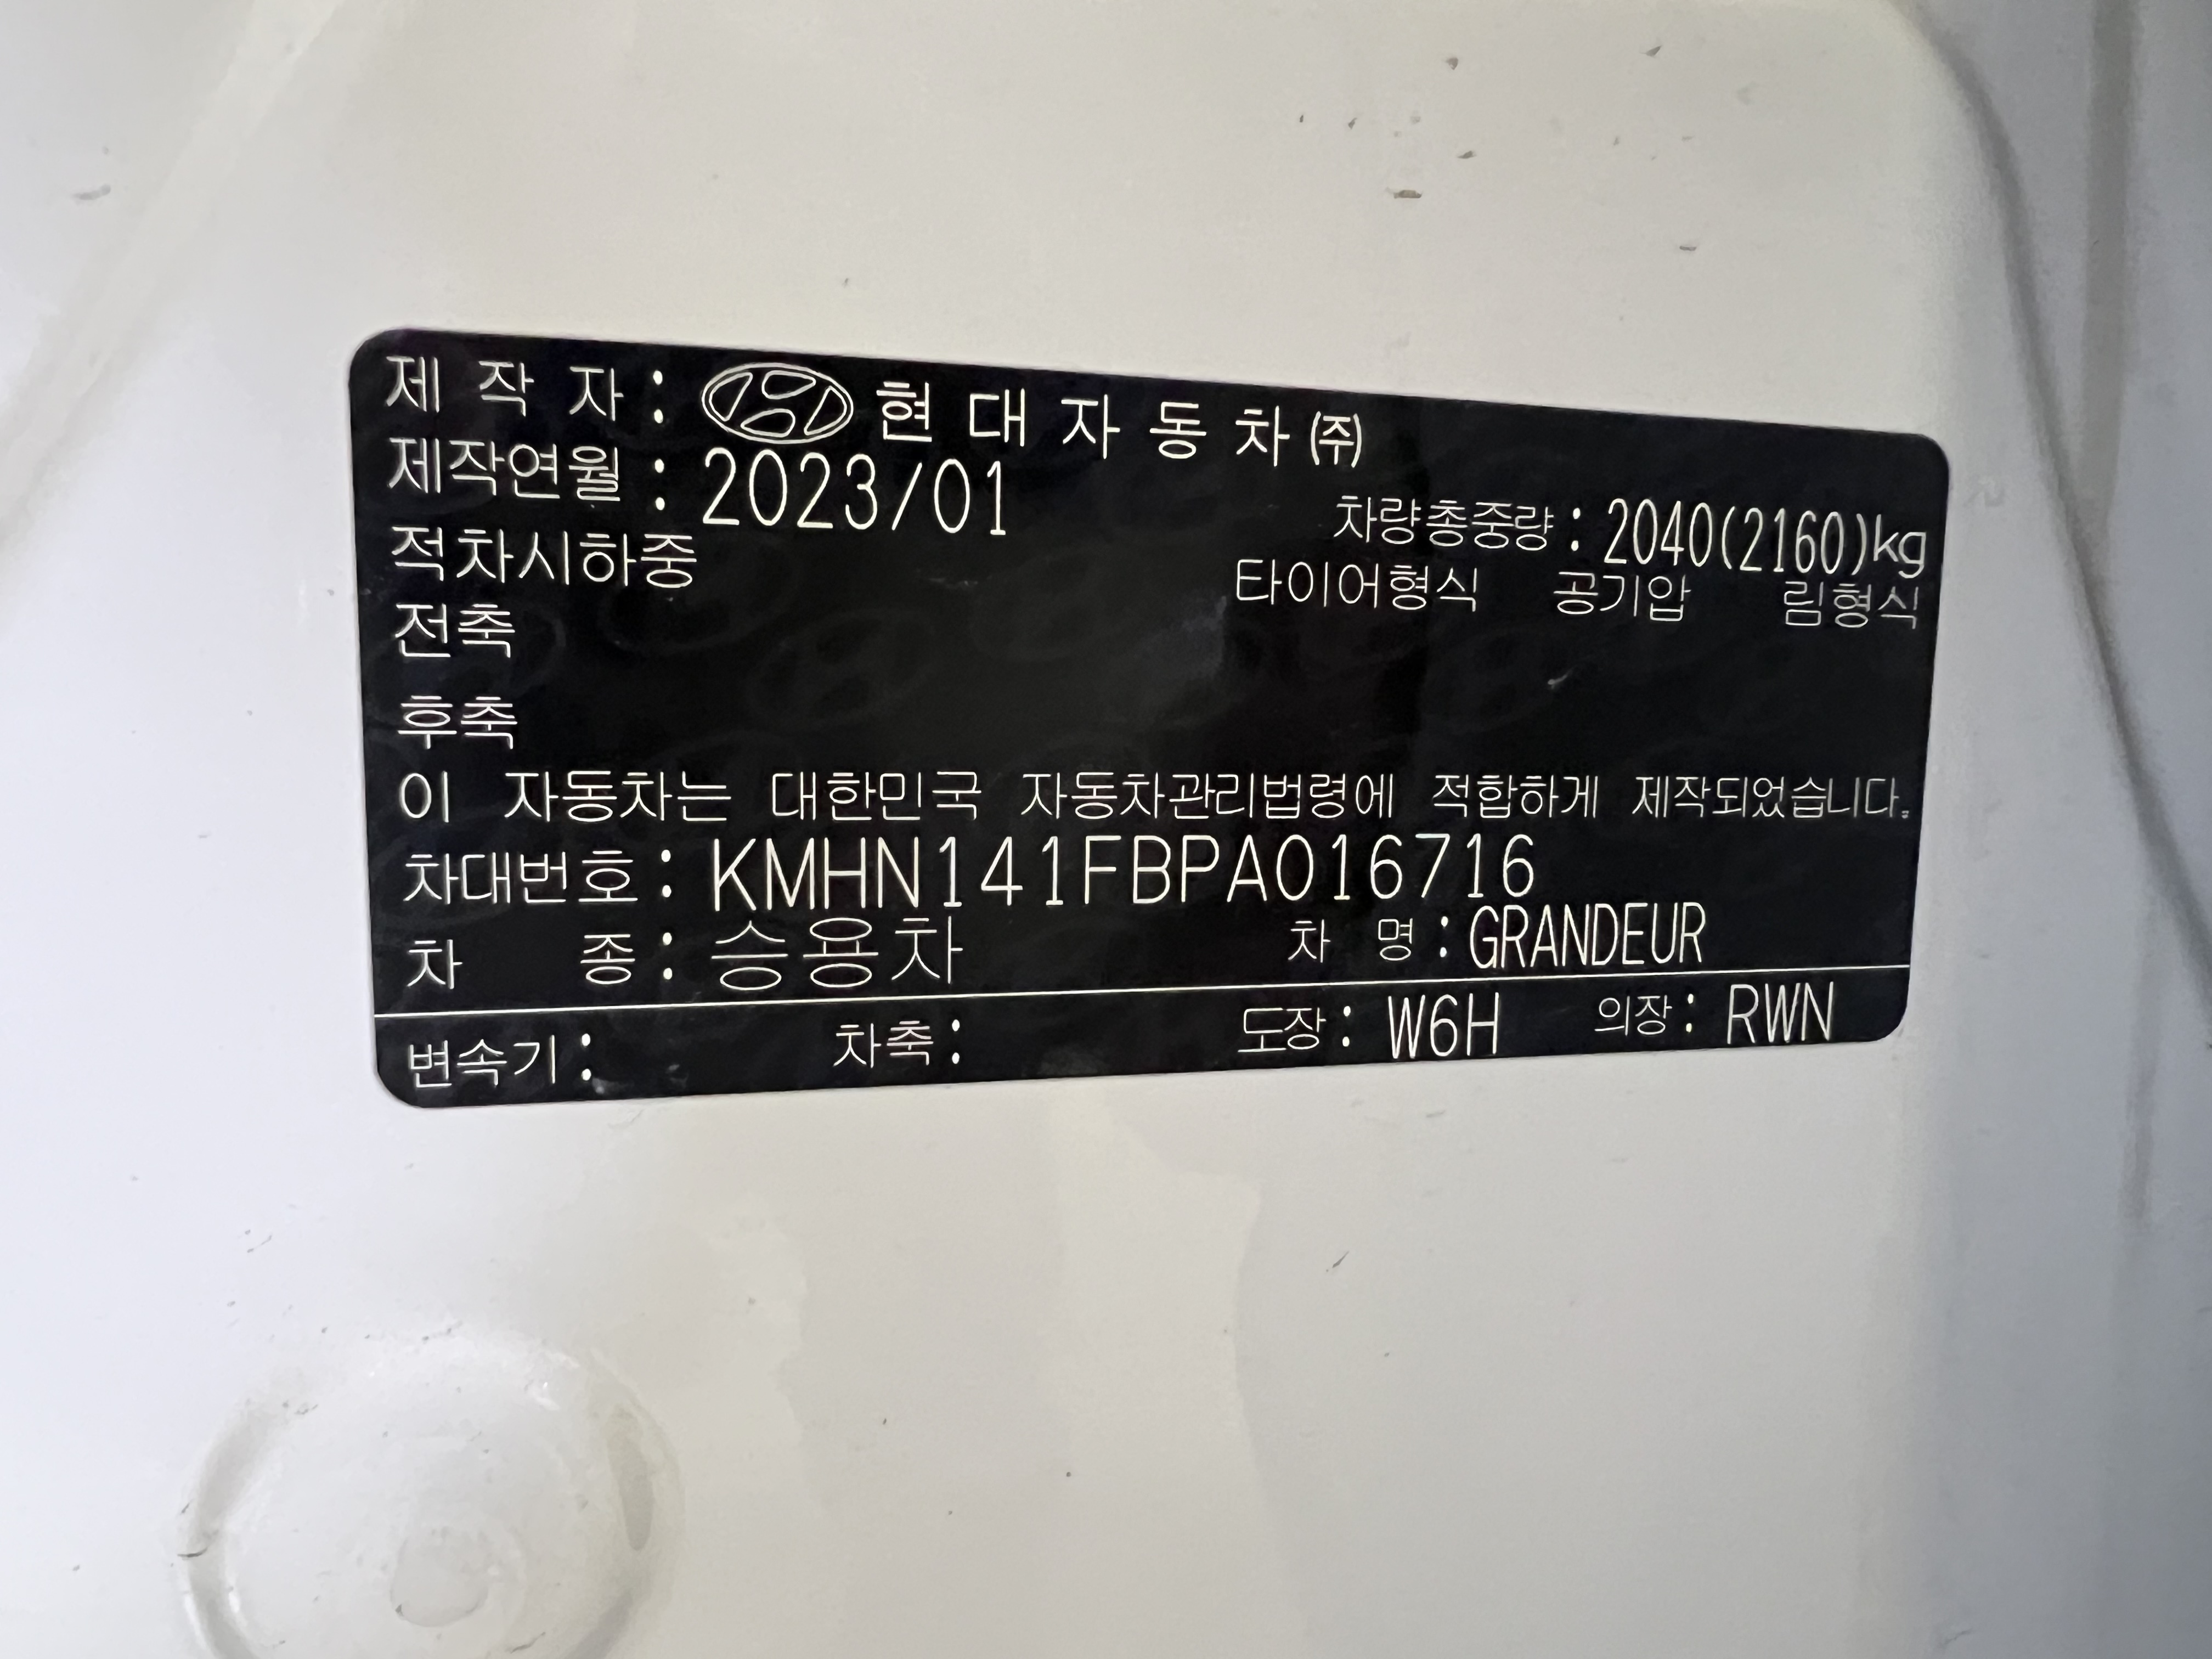 제 작 자 : 현 대 자 동 차 ㈜
제작연월 : 2023/01
차량총중량 : 2040(2160)kg
적차시하중 타이어형식 공기압 림형식
전축
후축
이 자동차는 대한민국 자동차관리법령에 적합하게 제작되었습니다.
차대번호 : KMHN141FBPA016716
차 종 : 승용차 차 명 : GRANDEUR
변속기 : 차축 : 도장 : W6H 의장 : RWN